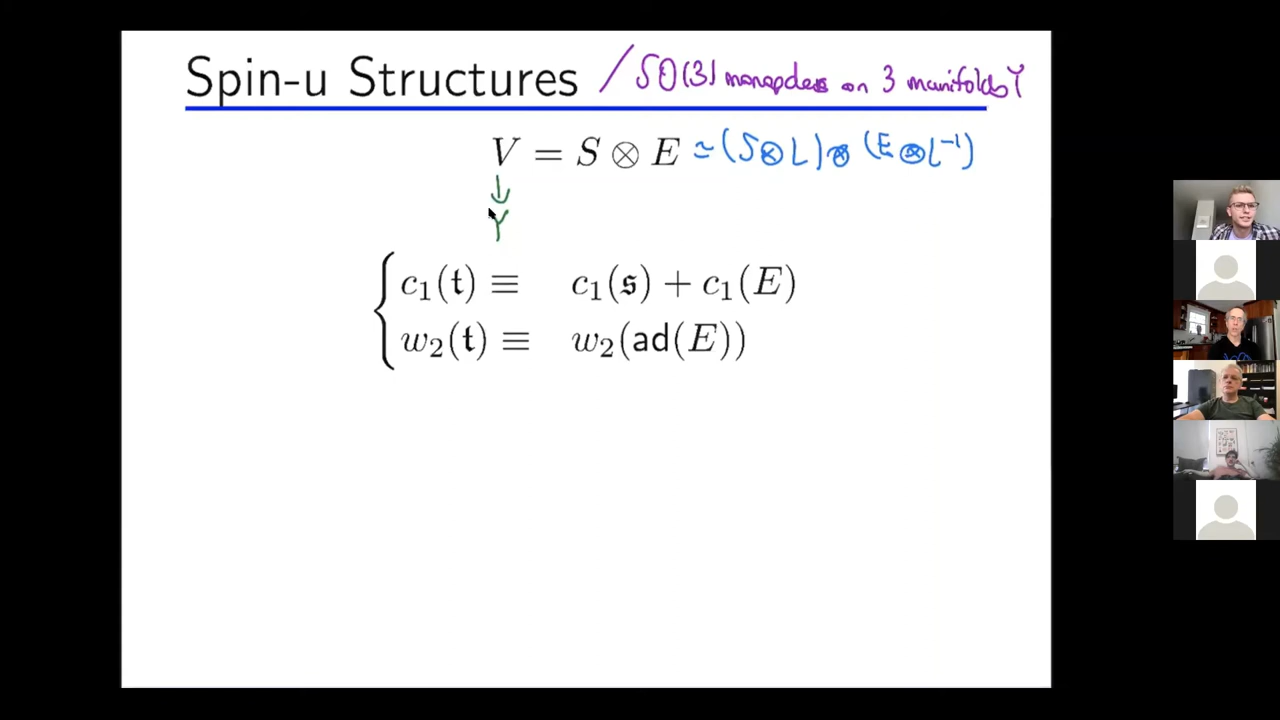 Spin-u Structures / SO(3) monopoles on 3 manifolds Y
V = S ⊗ E ≃ (S⊗L)⊗(E⊗L⁻¹)
↓
Y
c₁(𝔱) ≡ c₁(𝔰) + c₁(E)
w₂(𝔱) ≡ w₂(ad(E))